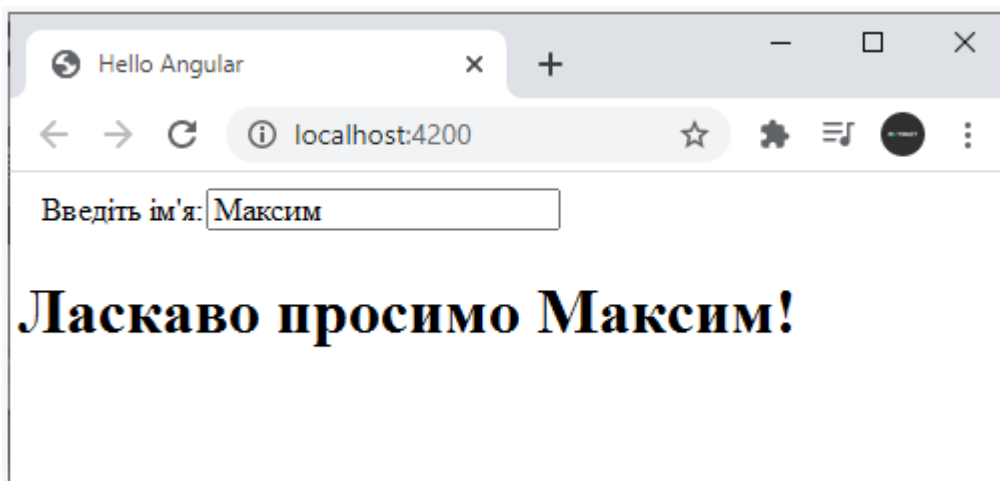 Hello Angular
localhost:4200
Введіть ім'я: Максим
Ласкаво просимо Максим!